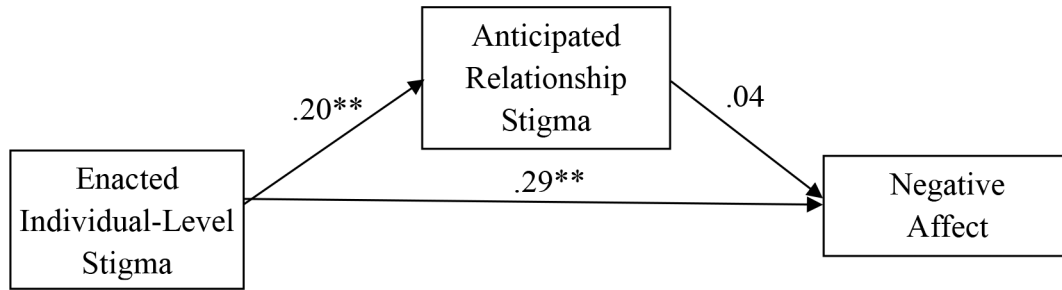 Anticipated
Relationship
Stigma
.20**
.04
Enacted
Individual-Level
Stigma
.29**
Negative
Affect